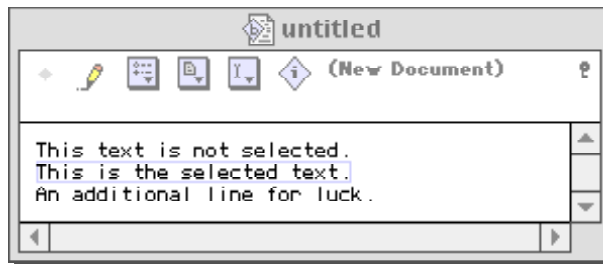 untitled
(New Document)
This text is not selected.
This is the selected text.
An additional line for luck.